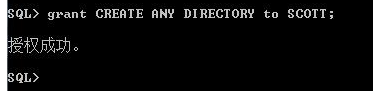 SQL> grant CREATE ANY DIRECTORY to SCOTT;
授权成功。
SQL>